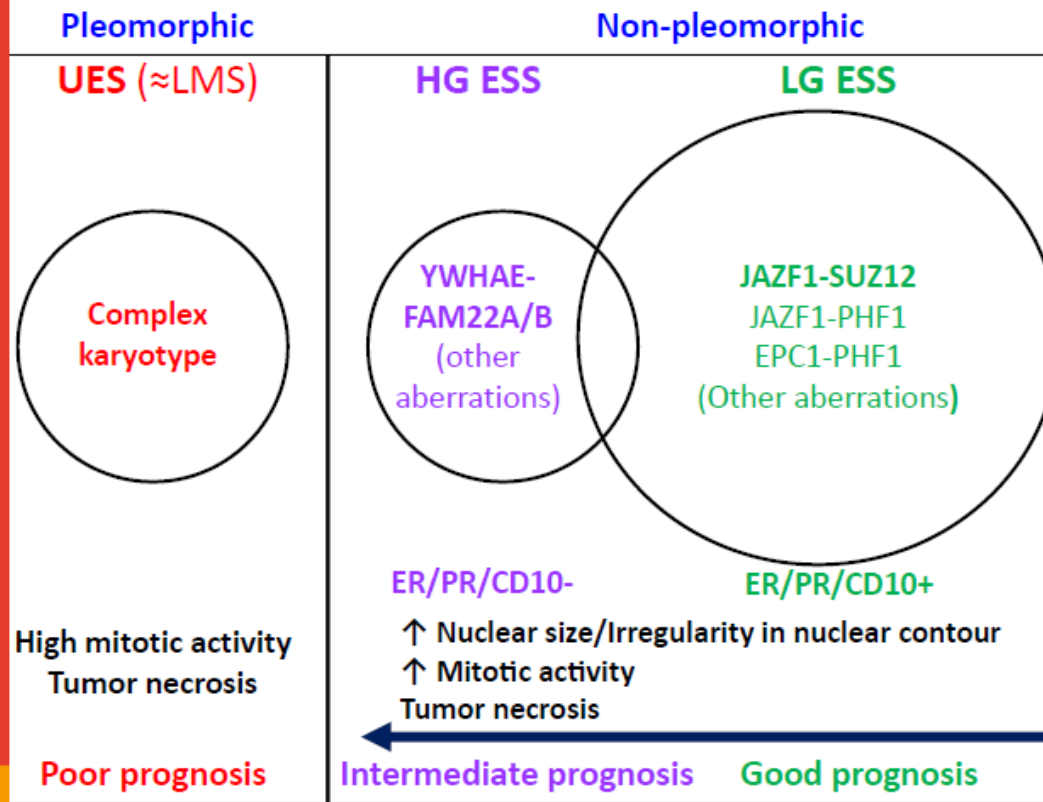 Pleomorphic
Non-pleomorphic
UES (≈LMS)
HG ESS
LG ESS
Complex
karyotype
YWHAE-
FAM22A/B
(other
aberrations)
JAZF1-SUZ12
JAZF1-PHF1
EPC1-PHF1
(Other aberrations)
ER/PR/CD10-
ER/PR/CD10+
High mitotic activity
Tumor necrosis
↑ Nuclear size/Irregularity in nuclear contour
↑ Mitotic activity
Tumor necrosis
Poor prognosis
Intermediate prognosis
Good prognosis